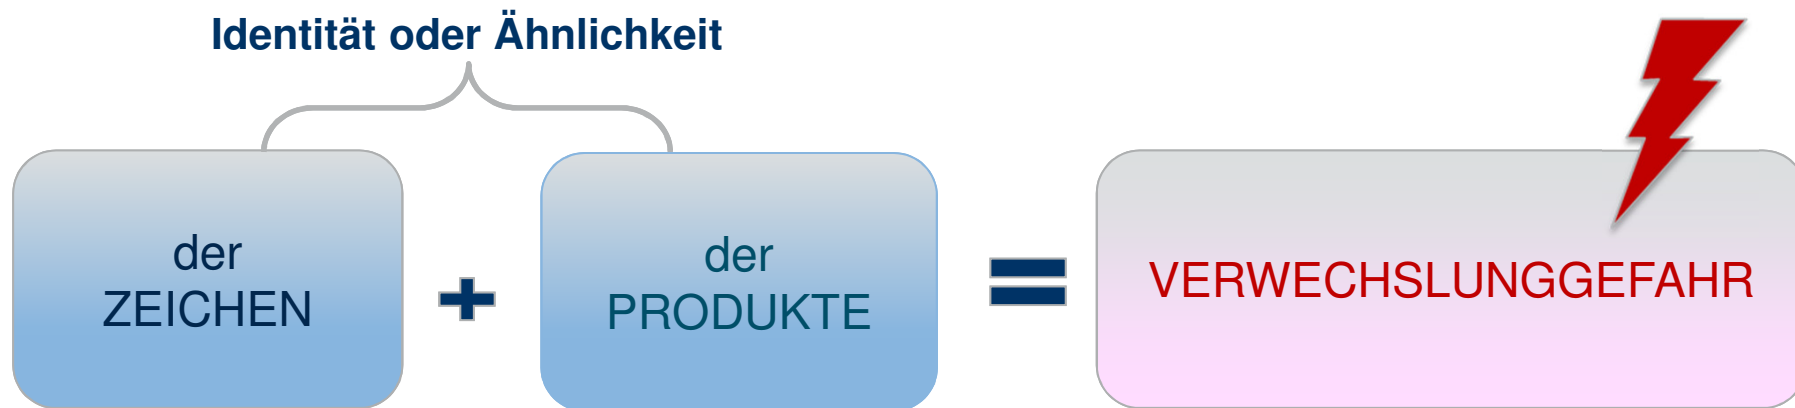 Identität oder Ähnlichkeit
der
ZEICHEN
der
PRODUKTE
VERWECHSLUNGGEFAHR